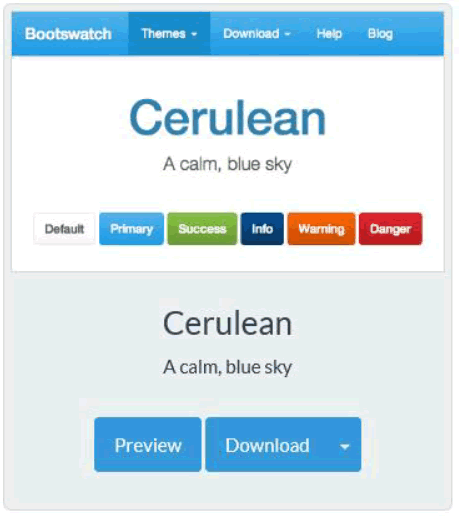 Bootswatch Themes Download Help Blog
Cerulean
A calm, blue sky
Default Primary Success Info Warning Danger
Cerulean
A calm, blue sky
Preview Download